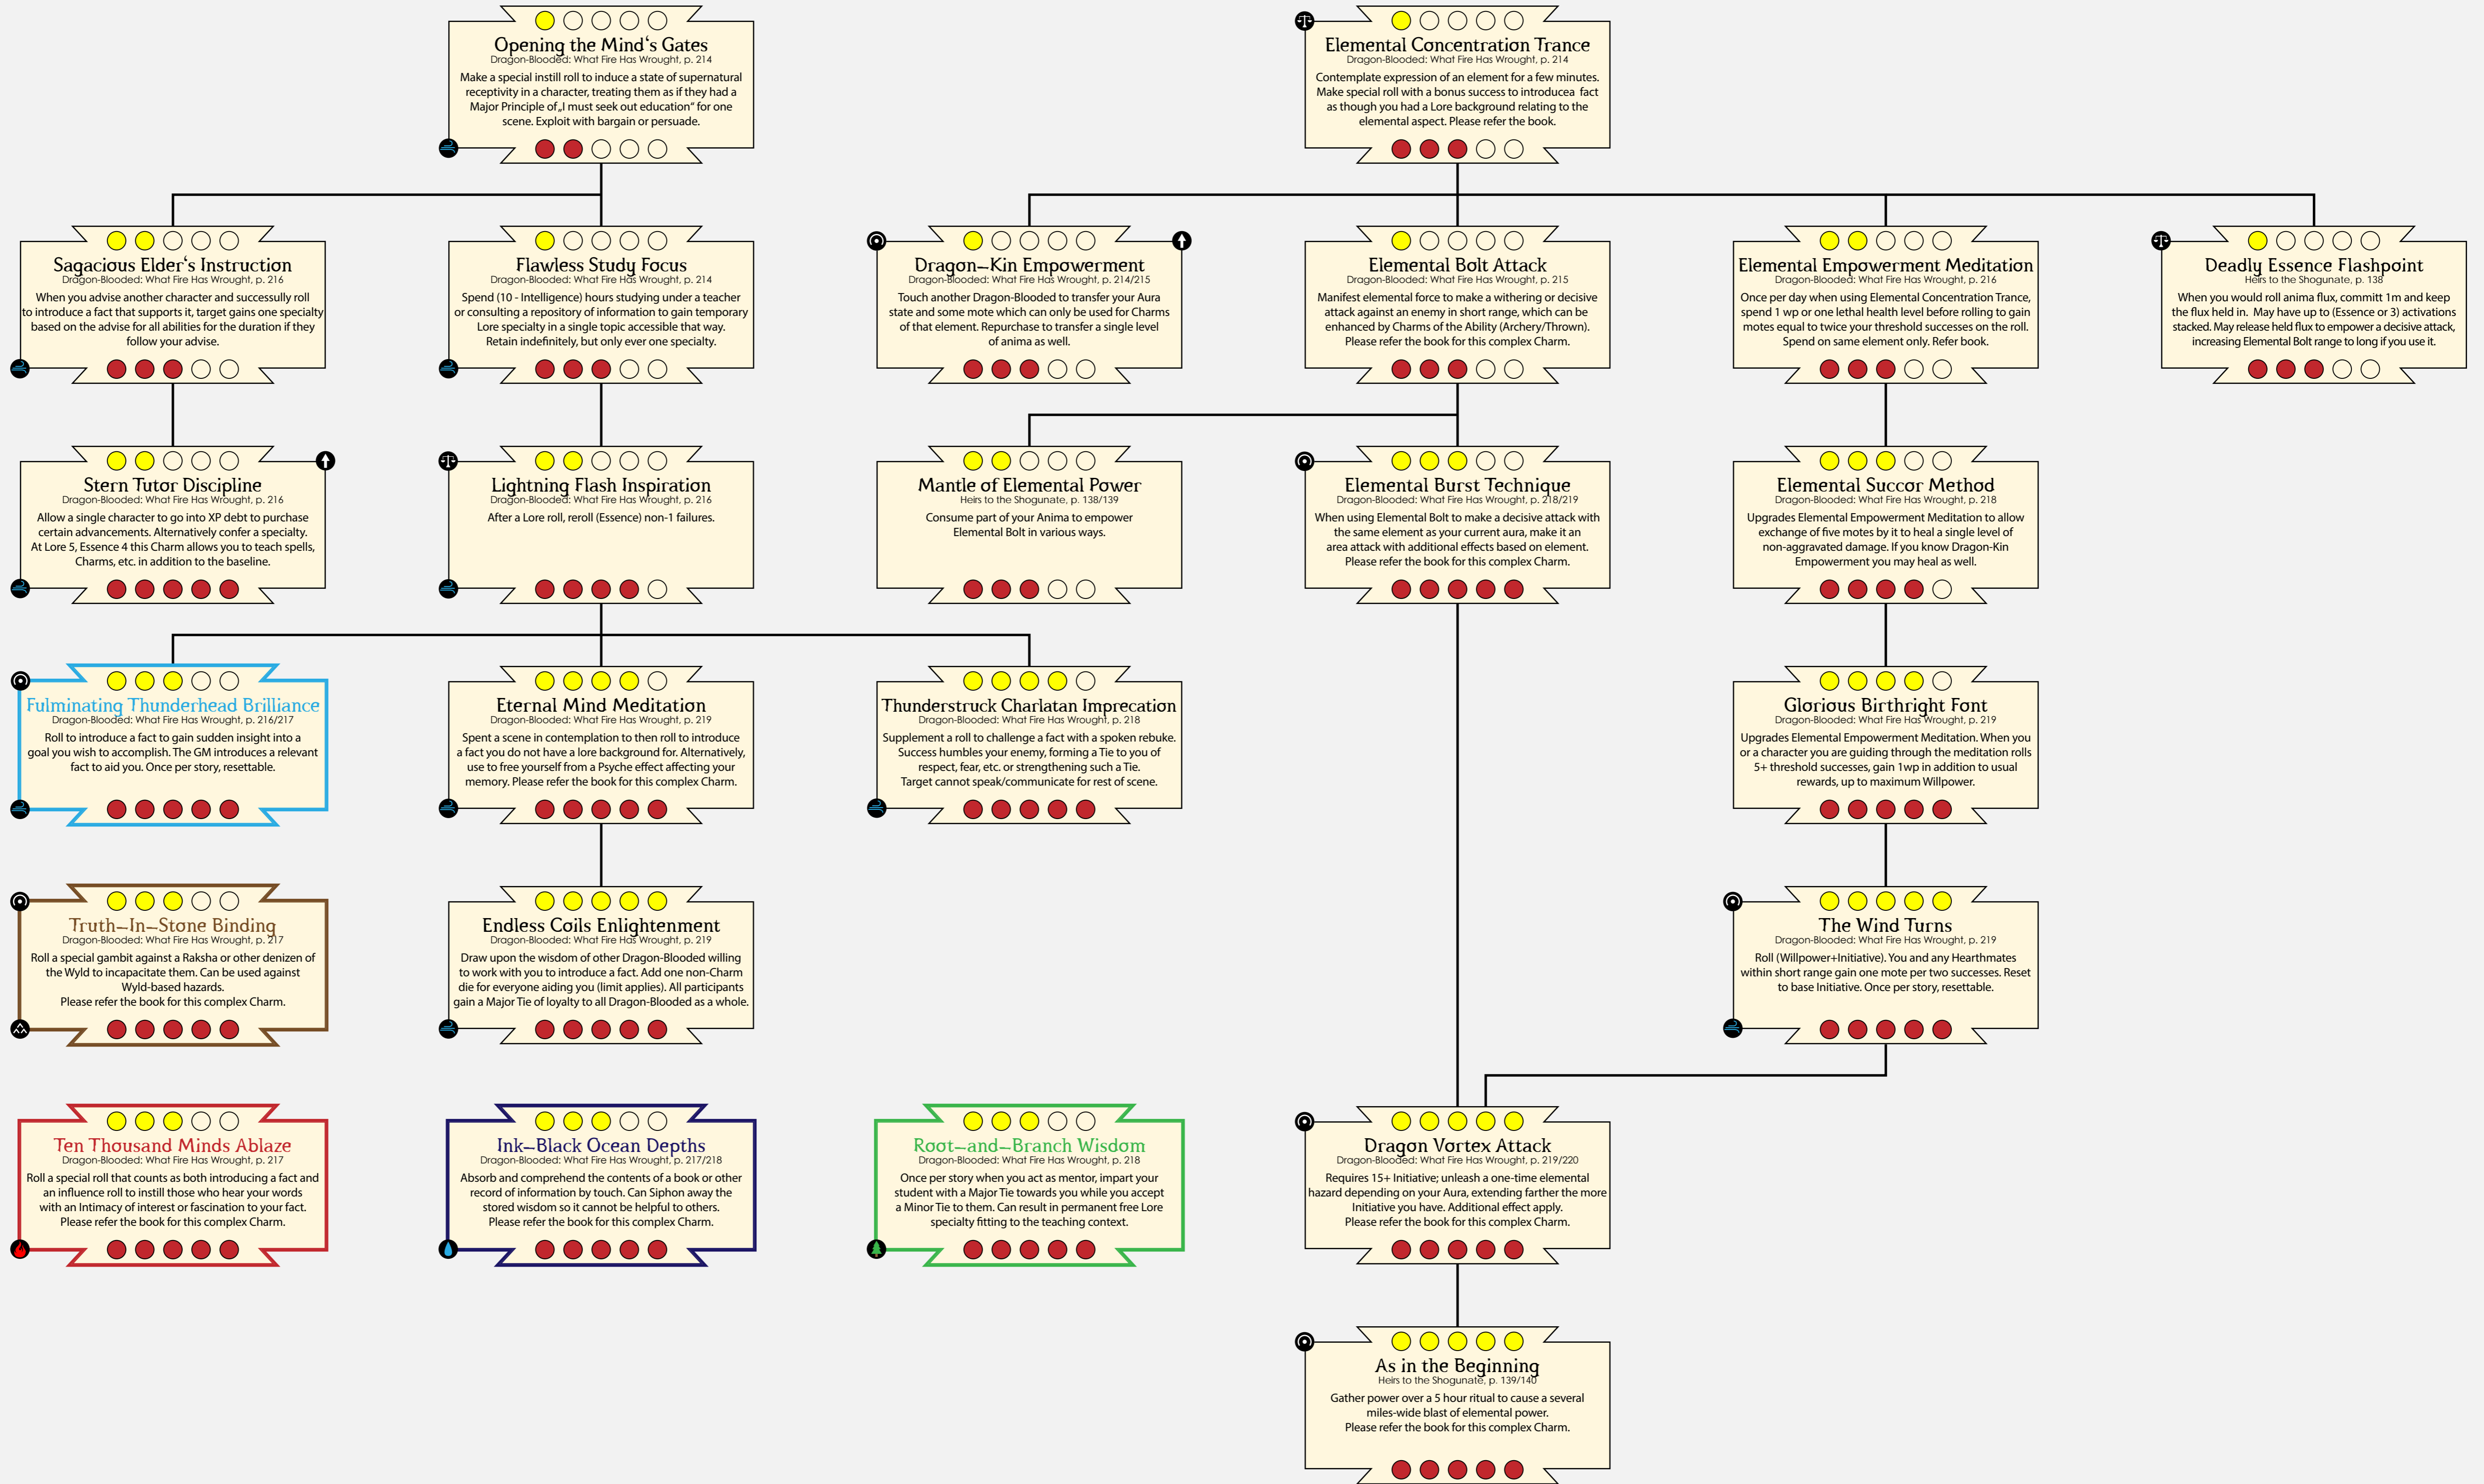 Opening the Mind‘s Gates
Dragon-Blooded: What Fire Has Wrought, p. 214
Make a special instill roll to induce a state of supernatural
receptivity in a character, treating them as if they had a
Major Principle of „I must seek out education“ for one
scene. Exploit with bargain or persuade.
Elemental Concentration Trance
Dragon-Blooded: What Fire Has Wrought, p. 214
Contemplate expression of an element for a few minutes.
Make special roll with a bonus success to introducea fact
as though you had a Lore background relating to the
elemental aspect. Please refer the book.
Sagacious Elder‘s Instruction
Dragon-Blooded: What Fire Has Wrought, p. 216
When you advise another character and successully roll
to introduce a fact that supports it, target gains one specialty
based on the advise for all abilities for the duration if they
follow your advise.
Flawless Study Focus
Dragon-Blooded: What Fire Has Wrought, p. 214
Spend (10 - Intelligence) hours studying under a teacher
or consulting a repository of information to gain temporary
Lore specialty in a single topic accessible that way.
Retain indefinitely, but only ever one specialty.
Dragon-Kin Empowerment
Dragon-Blooded: What Fire Has Wrought, p. 214/215
Touch another Dragon-Blooded to transfer your Aura
state and some mote which can only be used for Charms
of that element. Repurchase to transfer a single level
of anima as well.
Elemental Bolt Attack
Dragon-Blooded: What Fire Has Wrought, p. 215
Manifest elemental force to make a withering or decisive
attack against an enemy in short range, which can be
enhanced by Charms of the Ability (Archery/Thrown).
Please refer the book for this complex Charm.
Elemental Empowerment Meditation
Dragon-Blooded: What Fire Has Wrought, p. 216
Once per day when using Elemental Concentration Trance,
spend 1 wp or one lethal health level before rolling to gain
motes equal to twice your threshold successes on the roll.
Spend on same element only. Refer book.
Deadly Essence Flashpoint
Heirs to the Shogunate, p. 138
When you would roll anima flux, committ 1m and keep
the flux held in. May have up to (Essence or 3) activations
stacked. May release held flux to empower a decisive attack,
increasing Elemental Bolt range to long if you use it.
Stern Tutor Discipline
Dragon-Blooded: What Fire Has Wrought, p. 216
Allow a single character to go into XP debt to purchase
certain advancements. Alternatively confer a specialty.
At Lore 5, Essence 4 this Charm allows you to teach spells,
Charms, etc. in addition to the baseline.
Lightning Flash Inspiration
Dragon-Blooded: What Fire Has Wrought, p. 216
After a Lore roll, reroll (Essence) non-1 failures.
Mantle of Elemental Power
Heirs to the Shogunate, p. 138/139
Consume part of your Anima to empower
Elemental Bolt in various ways.
Elemental Burst Technique
Dragon-Blooded: What Fire Has Wrought, p. 218/219
When using Elemental Bolt to make a decisive attack with
the same element as your current aura, make it an
area attack with additional effects based on element.
Please refer the book for this complex Charm.
Elemental Succor Method
Dragon-Blooded: What Fire Has Wrought, p. 218
Upgrades Elemental Empowerment Meditation to allow
exchange of five motes by it to heal a single level of
non-aggravated damage. If you know Dragon-Kin
Empowerment you may heal as well.
Fulminating Thunderhead Brilliance
Dragon-Blooded: What Fire Has Wrought, p. 216/217
Roll to introduce a fact to gain sudden insight into a
goal you wish to accomplish. The GM introduces a relevant
fact to aid you. Once per story, resettable.
Eternal Mind Meditation
Dragon-Blooded: What Fire Has Wrought, p. 219
Spent a scene in contemplation to then roll to introduce
a fact you do not have a lore background for. Alternatively,
use to free yourself from a Psyche effect affecting your
memory. Please refer the book for this complex Charm.
Thunderstruck Charlatan Imprecation
Dragon-Blooded: What Fire Has Wrought, p. 218
Supplement a roll to challenge a fact with a spoken rebuke.
Success humbles your enemy, forming a Tie to you of
respect, fear, etc. or strengthening such a Tie.
Target cannot speak/communicate for rest of scene.
Glorious Birthright Font
Dragon-Blooded: What Fire Has Wrought, p. 219
Upgrades Elemental Empowerment Meditation. When you
or a character you are guiding through the meditation rolls
5+ threshold successes, gain 1wp in addition to usual
rewards, up to maximum Willpower.
Truth-In-Stone Binding
Dragon-Blooded: What Fire Has Wrought, p. 217
Roll a special gambit against a Raksha or other denizen of
the Wyld to incapacitate them. Can be used against
Wyld-based hazards.
Please refer the book for this complex Charm.
Endless Coils Enlightenment
Dragon-Blooded: What Fire Has Wrought, p. 219
Draw upon the wisdom of other Dragon-Blooded willing
to work with you to introduce a fact. Add one non-Charm
die for everyone aiding you (limit applies). All participants
gain a Major Tie of loyalty to all Dragon-Blooded as a whole.
The Wind Turns
Dragon-Blooded: What Fire Has Wrought, p. 219
Roll (Willpower+Initiative). You and any Hearthmates
within short range gain one mote per two successes. Reset
to base Initiative. Once per story, resettable.
Ten Thousand Minds Ablaze
Dragon-Blooded: What Fire Has Wrought, p. 217
Roll a special roll that counts as both introducing a fact and
an influence roll to instill those who hear your words
with an Intimacy of interest or fascination to your fact.
Please refer the book for this complex Charm.
Ink-Black Ocean Depths
Dragon-Blooded: What Fire Has Wrought, p. 217/218
Absorb and comprehend the contents of a book or other
record of information by touch. Can Siphon away the
stored wisdom so it cannot be helpful to others.
Please refer the book for this complex Charm.
Root-and-Branch Wisdom
Dragon-Blooded: What Fire Has Wrought, p. 218
Once per story when you act as mentor, impart your
student with a Major Tie towards you while you accept
a Minor Tie to them. Can result in permanent free Lore
specialty fitting to the teaching context.
Dragon Vortex Attack
Dragon-Blooded: What Fire Has Wrought, p. 219/220
Requires 15+ Initiative; unleash a one-time elemental
hazard depending on your Aura, extending farther the more
Initiative you have. Additional effect apply.
Please refer the book for this complex Charm.
As in the Beginning
Heirs to the Shogunate, p. 139/140
Gather power over a 5 hour ritual to cause a several
miles-wide blast of elemental power.
Please refer the book for this complex Charm.